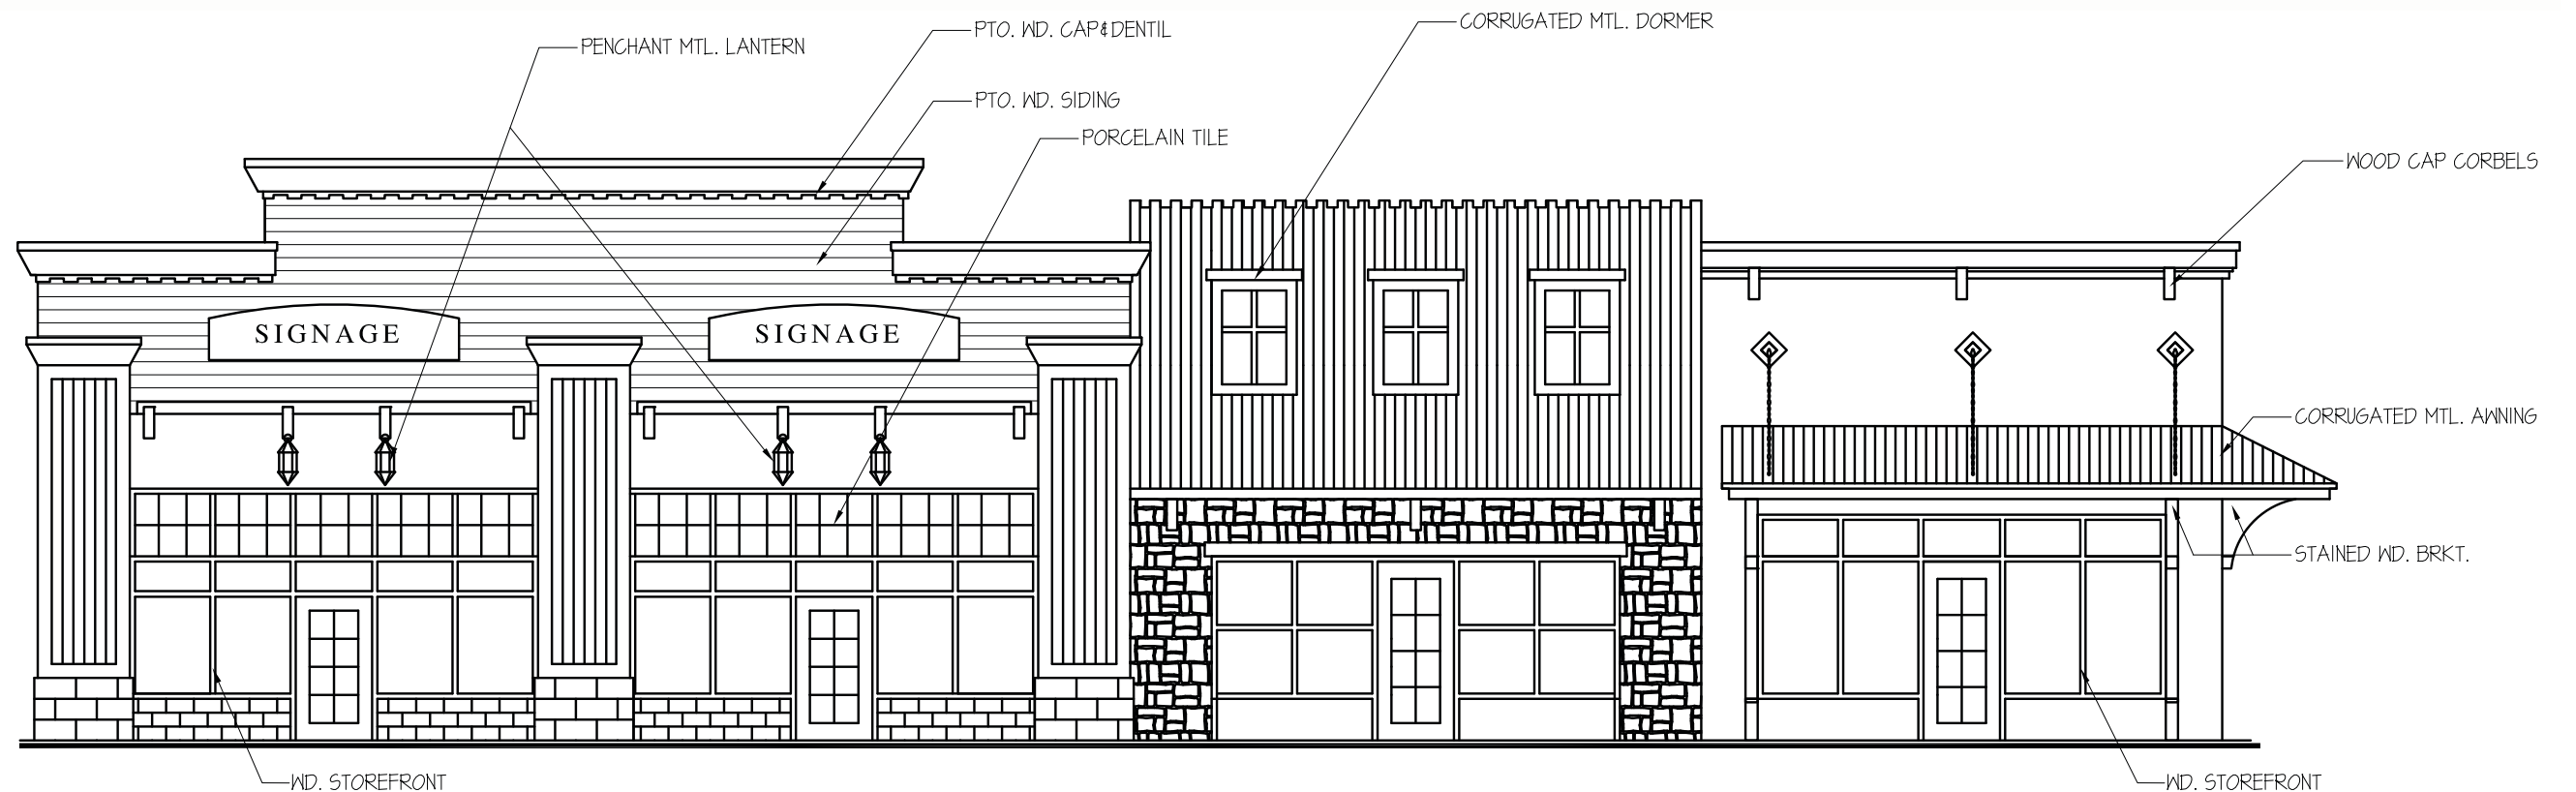 CORRUGATED MTL. DORMER
PTO. WD. CAP&DENTIL
PENCHANT MTL. LANTERN
PTO. WD. SIDING
PORCELAIN TILE
WOOD CAP CORBELS
SIGNAGE
SIGNAGE
CORRUGATED MTL. AWNING
STAINED WD. BRKT.
WD. STOREFRONT
WD. STOREFRONT